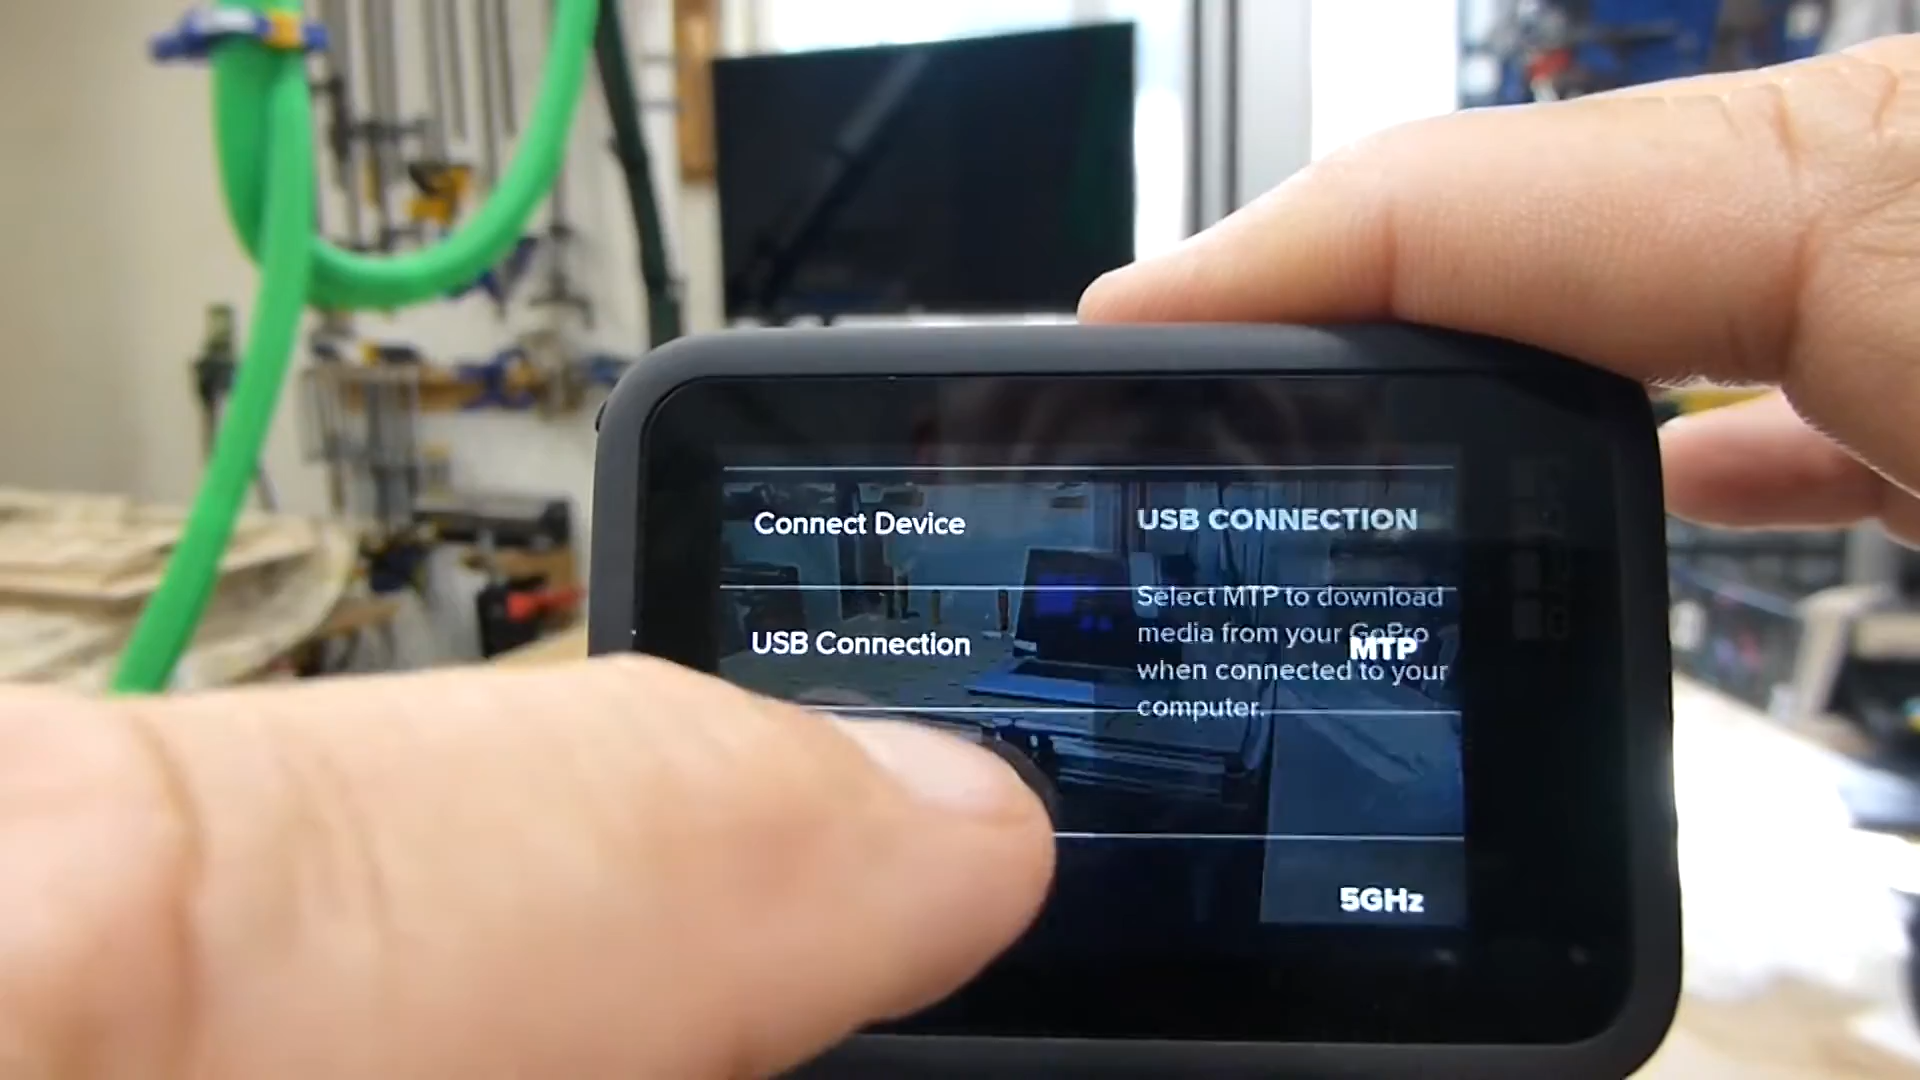 Connect Device
USB Connection
MTP
5GHz
USB CONNECTION
Select MTP to download
media from your GoPro
when connected to your
computer.